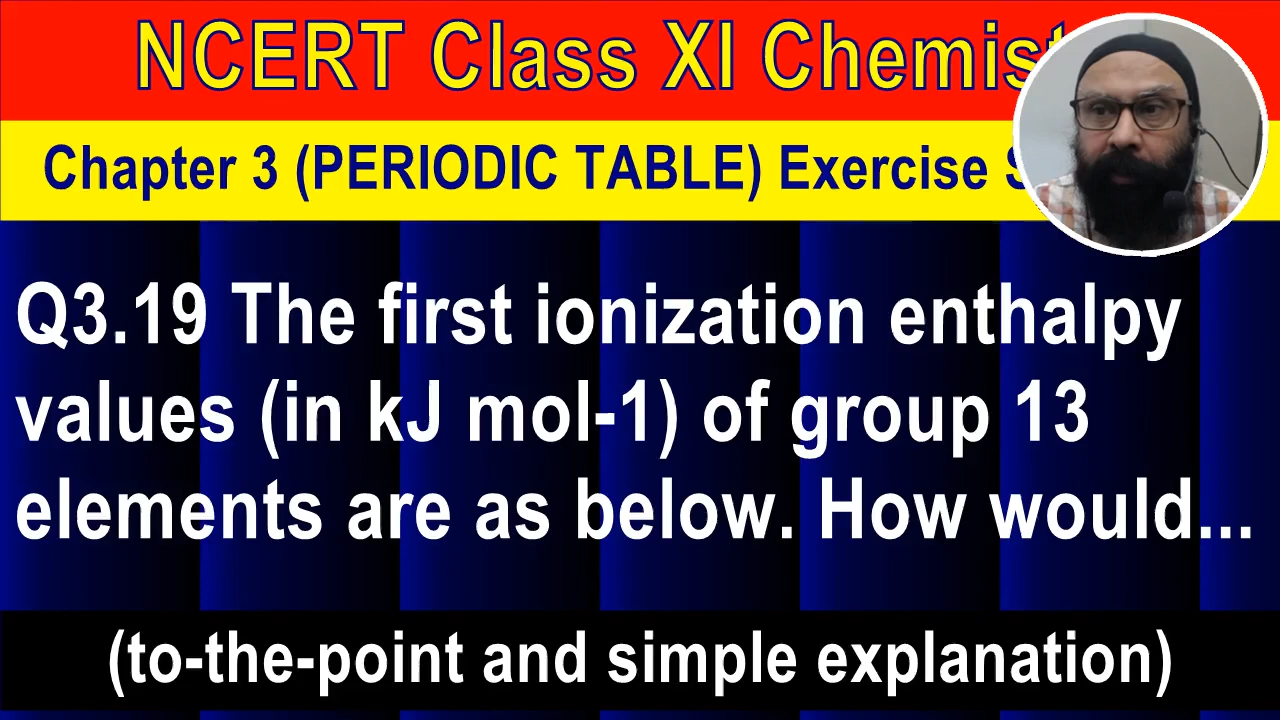 NCERT Class XI Chemist
Chapter 3 (PERIODIC TABLE) Exercise S
Q3.19 The first ionization enthalpy
values (in kJ mol-1) of group 13
elements are as below. How would...
(to-the-point and simple explanation)